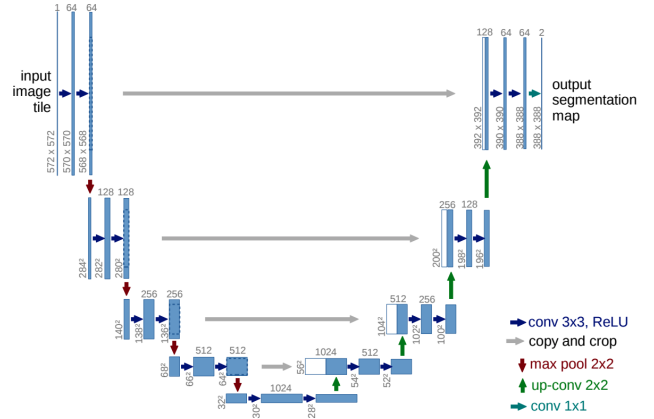 1 64 64
128 64 64 2
input
image
tile
output
segmentation
map
572 x 572
570 x 570
568 x 568
392 x 392
390 x 390
388 x 388
388 x 388
128 128
256 128
284²
282²
280²
200²
198²
196²
256 256
512 256
140²
138²
136²
104²
102²
100²
512 512
1024 512
68²
66²
64²
56²
54²
52²
1024
32²
30²
28²
conv 3x3, ReLU
copy and crop
max pool 2x2
up-conv 2x2
conv 1x1